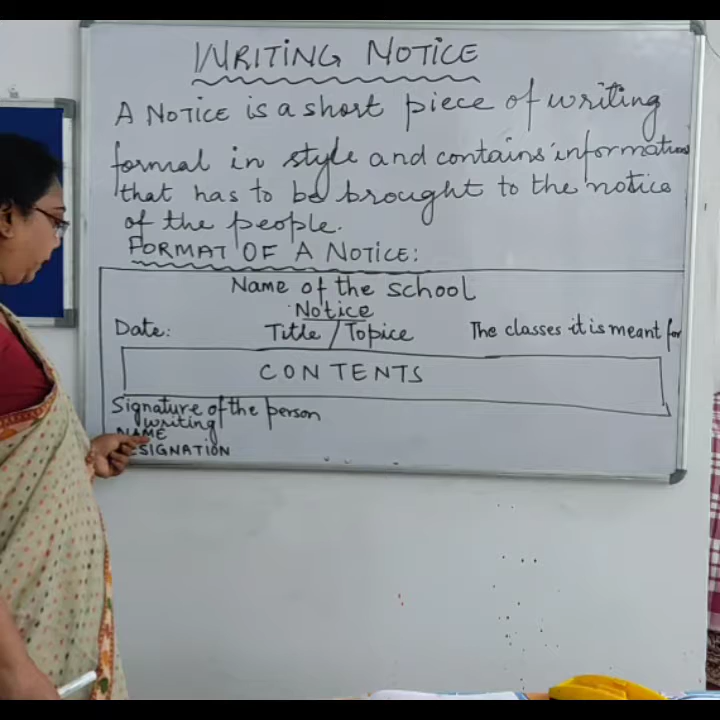 WRITING NOTICE
A NOTICE is a short piece of writing
formal in style and contains information
that has to be brought to the notice
of the people.
FORMAT OF A NOTICE:
Name of the school
Notice
Date: Title / Topice The classes it is meant for
CONTENTS
Signature of the person
writing
NAME
DESIGNATION